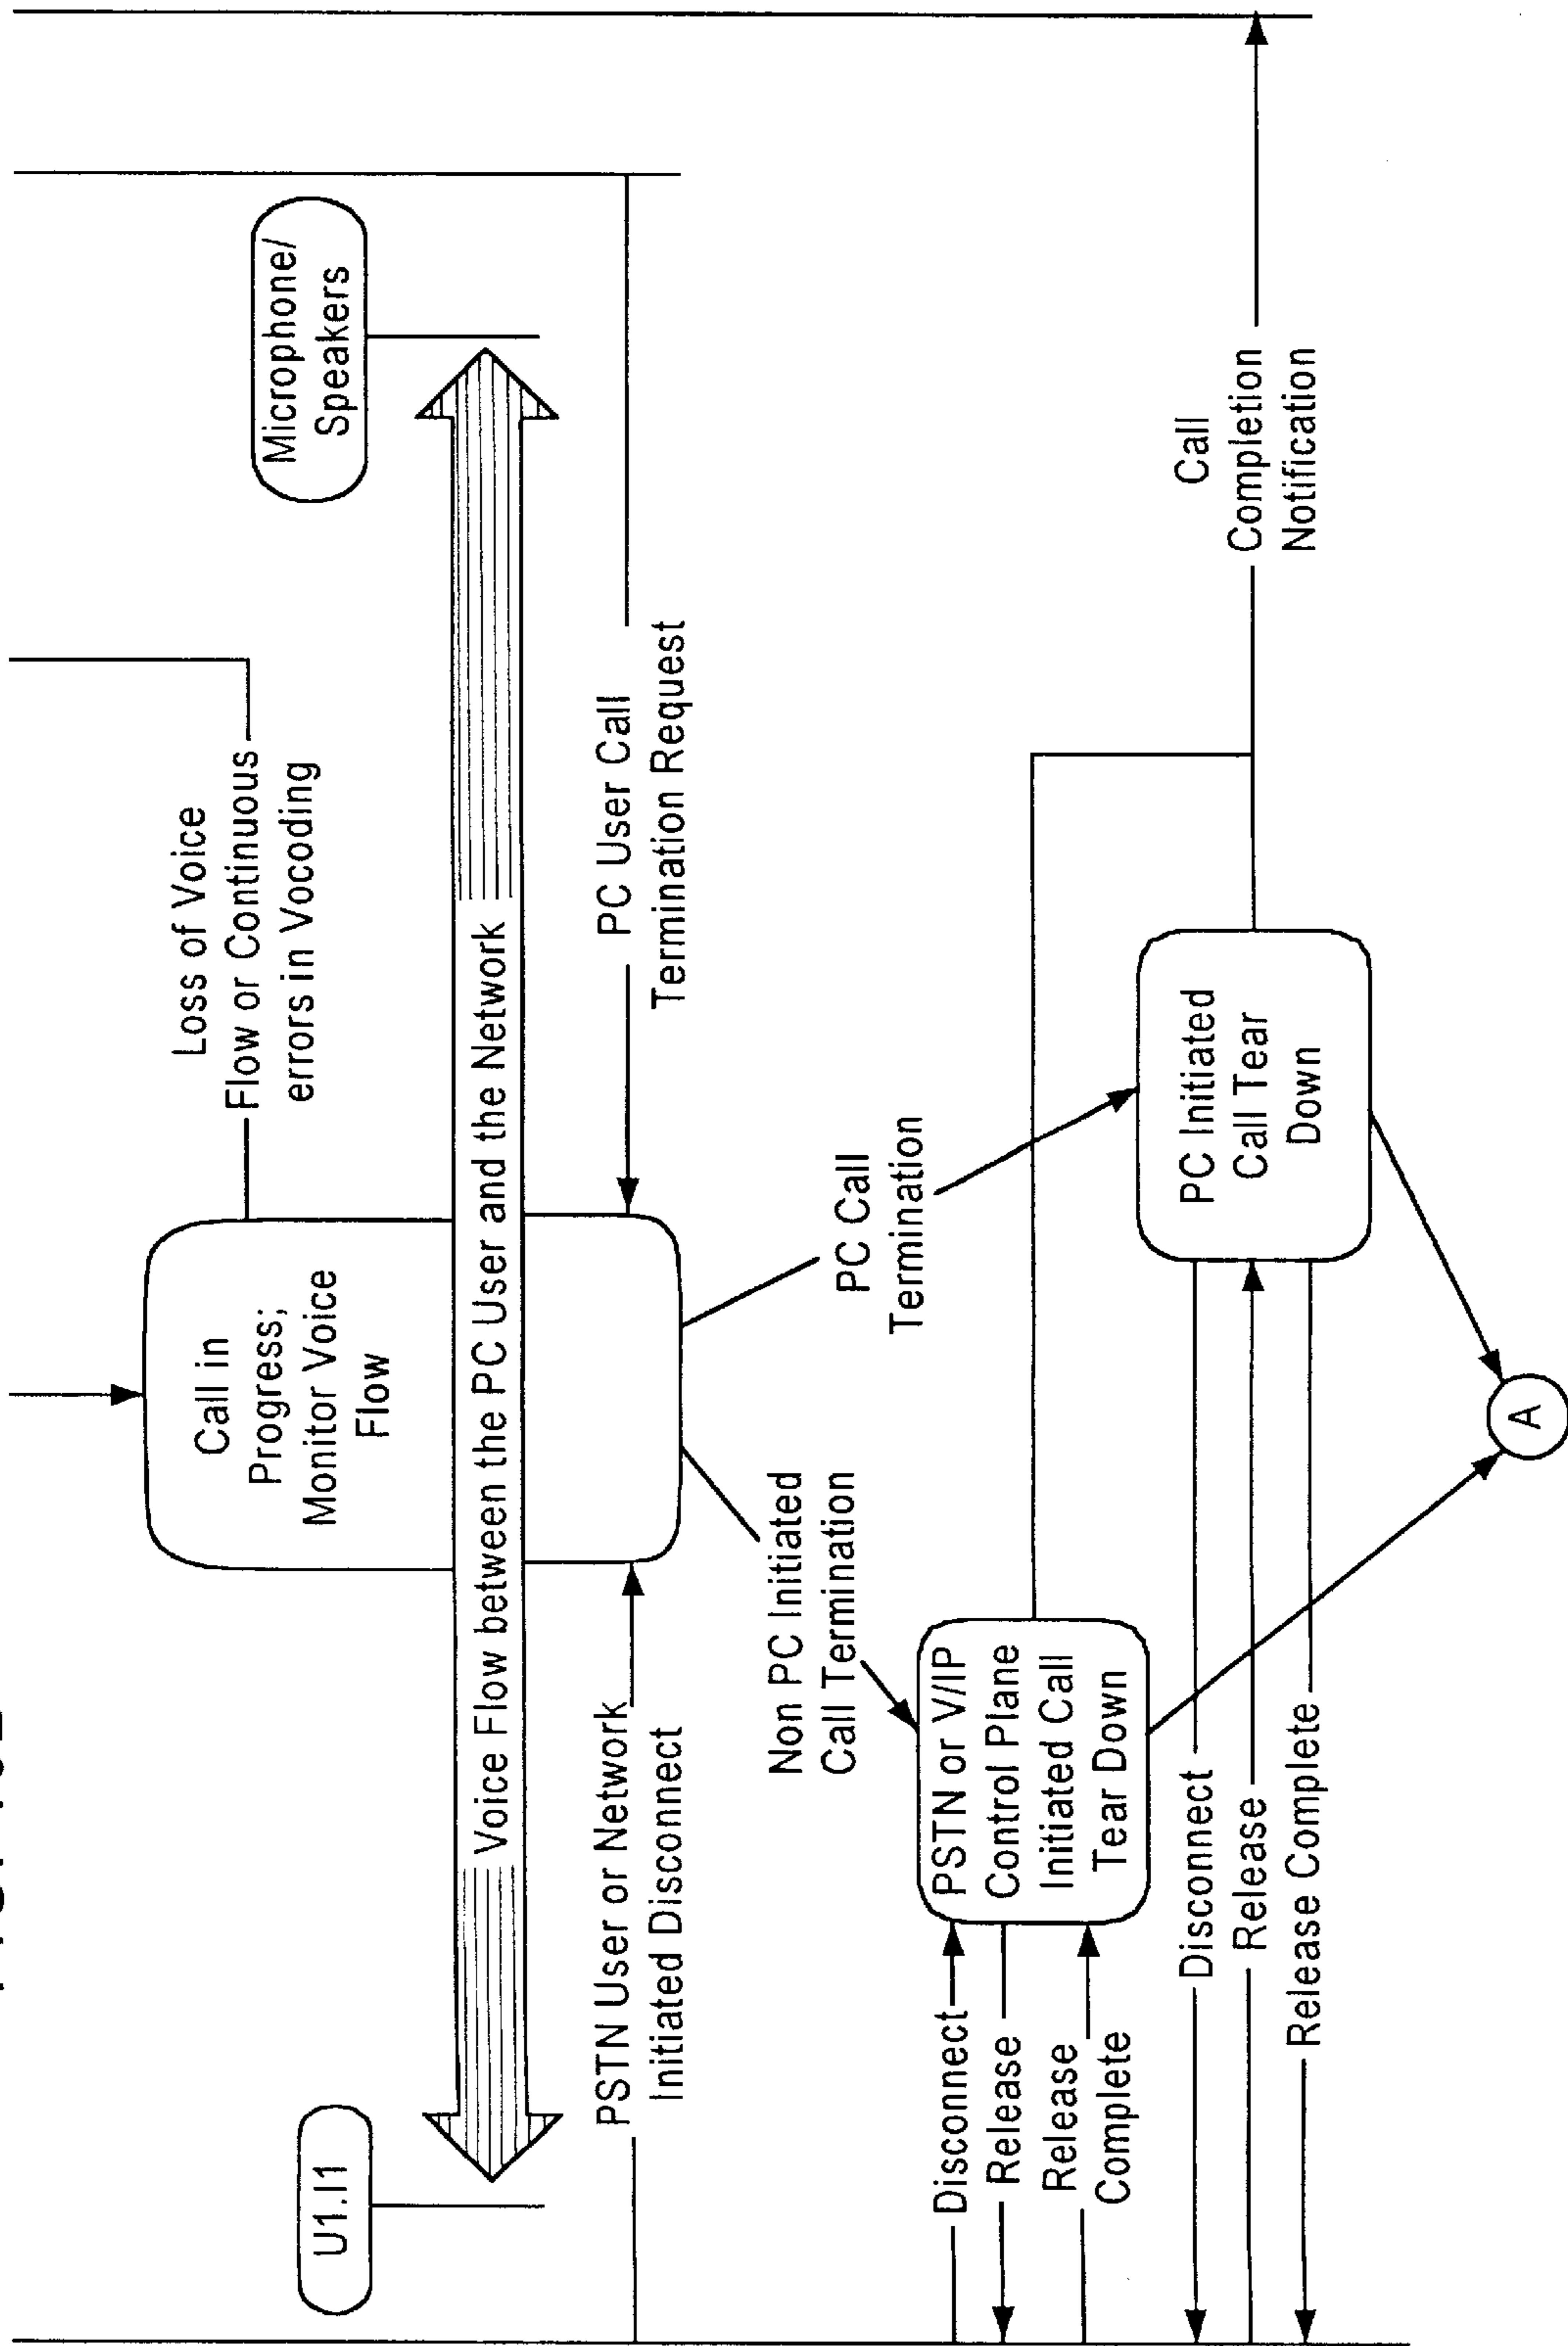 Microphone/
Speakers
U1.I1
Call in
Progress;
Monitor Voice
Flow
Loss of Voice
Flow or Continuous
errors in Vocoding
Voice Flow between the PC User and the Network
PSTN User or Network
Initiated Disconnect
PC User Call
Termination Request
Non PC Initiated
Call Termination
PC Call
Termination
PSTN or V/IP
Control Plane
Initiated Call
Tear Down
Disconnect
Release
Release
Complete
PC Initiated
Call Tear
Down
Disconnect
Release
Release Complete
Call
Completion
Notification
A